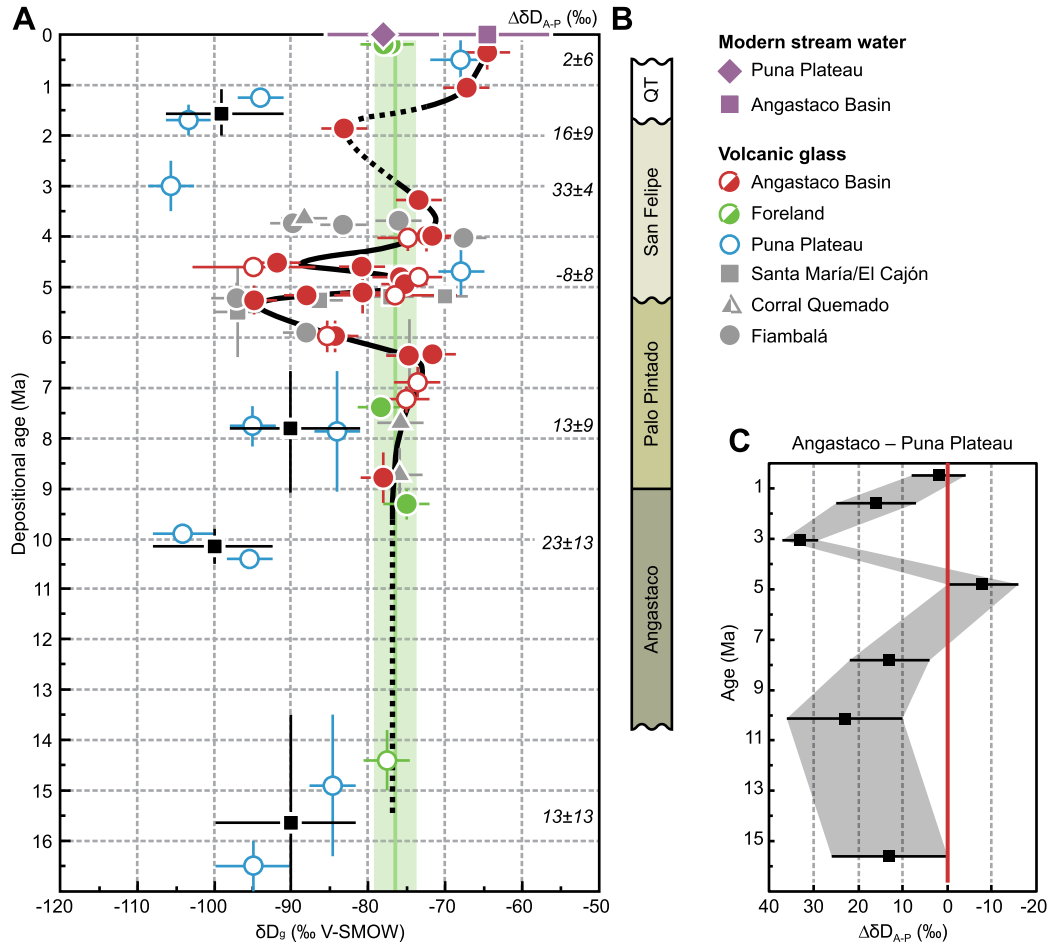 A
ΔδD_A-P (‰)
0
1
2
3
4
5
6
7
8
9
10
11
12
13
14
15
16
Depositional age (Ma)
2±6
16±9
33±4
-8±8
13±9
23±13
13±13
-120
-110
-100
-90
-80
-70
-60
-50
δD_g (‰ V-SMOW)
B
QT
San Felipe
Palo Pintado
Angastaco
Modern stream water
Puna Plateau
Angastaco Basin
Volcanic glass
Angastaco Basin
Foreland
Puna Plateau
Santa María/El Cajón
Corral Quemado
Fiambalá
C
Angastaco – Puna Plateau
1
3
5
7
9
11
13
15
Age (Ma)
40
30
20
10
0
-10
-20
ΔδD_A-P (‰)